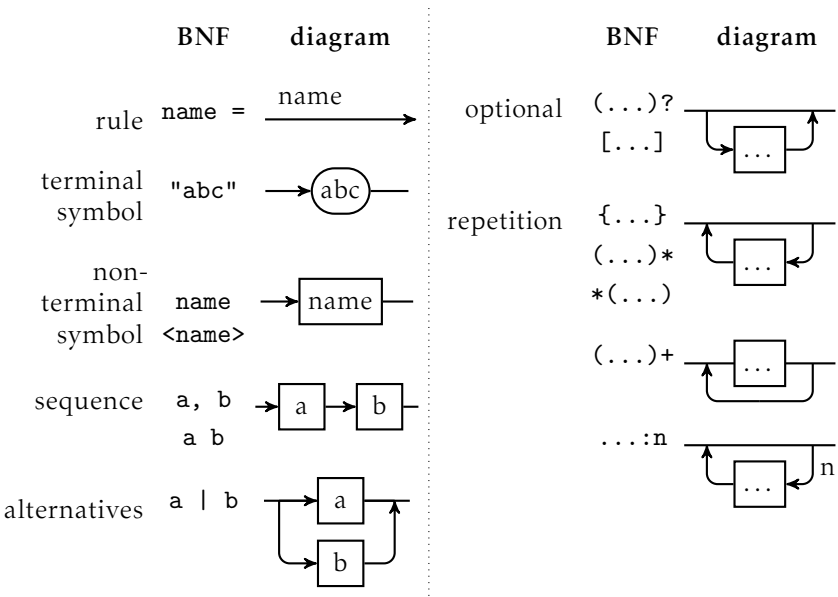 BNF diagram
rule name = name
terminal
symbol "abc" abc
non-
terminal
symbol name name
<name>
sequence a, b a b
a b
alternatives a | b a
b
BNF diagram
optional (...)?
[...] ...
repetition {...}
(...)* ...
*(...)
(...)+ ...
...:n n
...